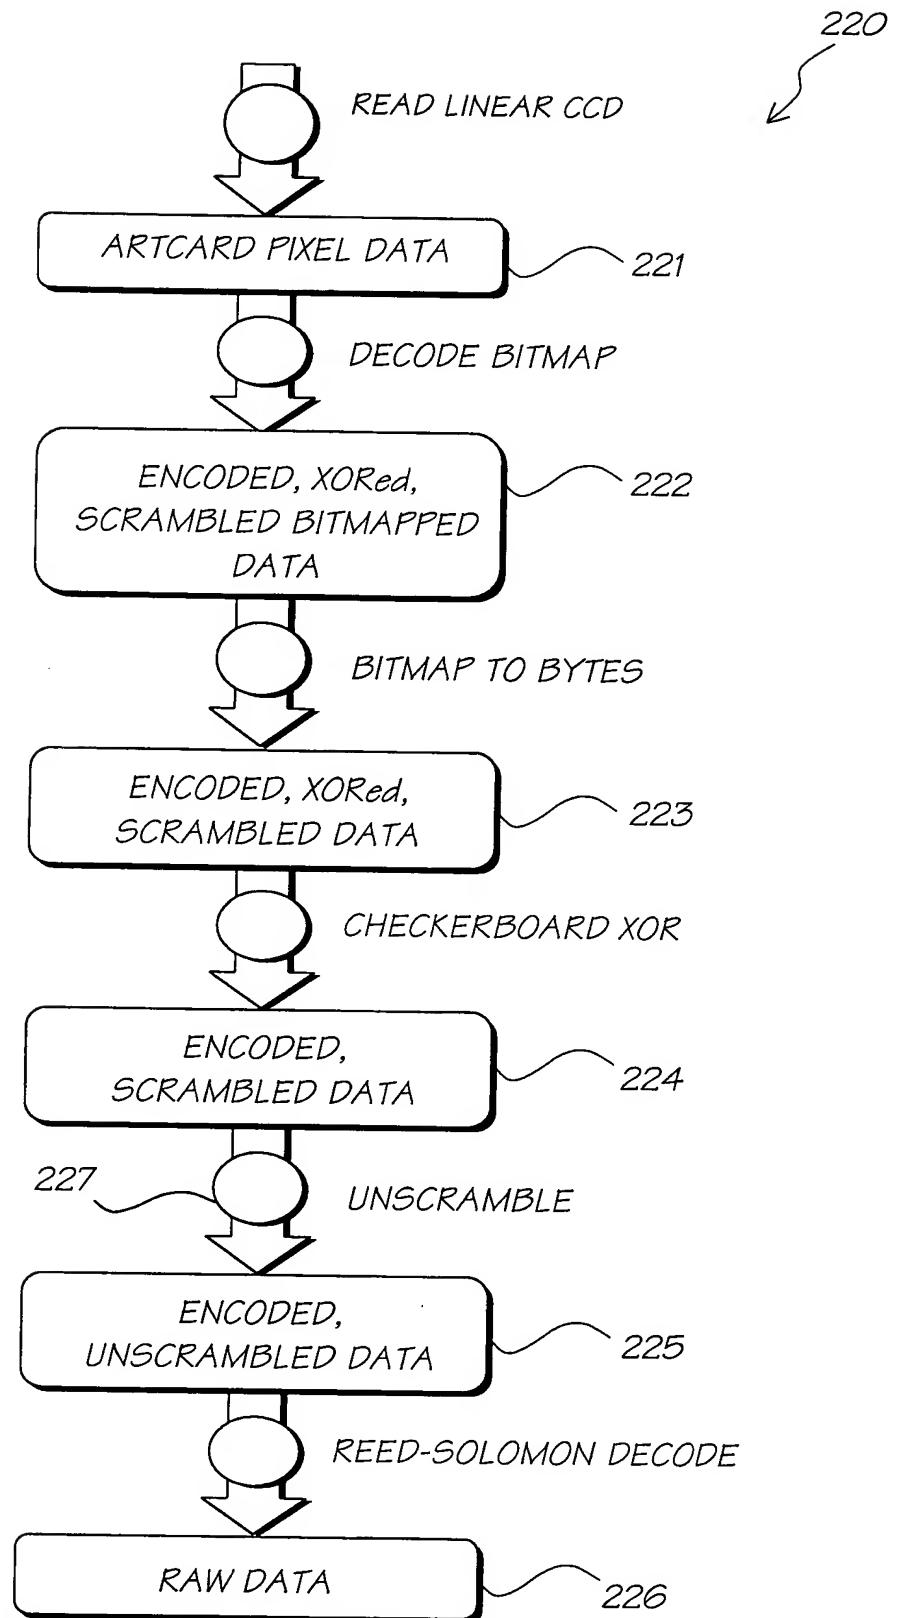 220
READ LINEAR CCD
ARTCARD PIXEL DATA
221
DECODE BITMAP
ENCODED, XORed,
SCRAMBLED BITMAPPED
DATA
222
BITMAP TO BYTES
ENCODED, XORed,
SCRAMBLED DATA
223
CHECKERBOARD XOR
ENCODED,
SCRAMBLED DATA
224
227
UNSCRAMBLE
ENCODED,
UNSCRAMBLED DATA
225
REED-SOLOMON DECODE
RAW DATA
226